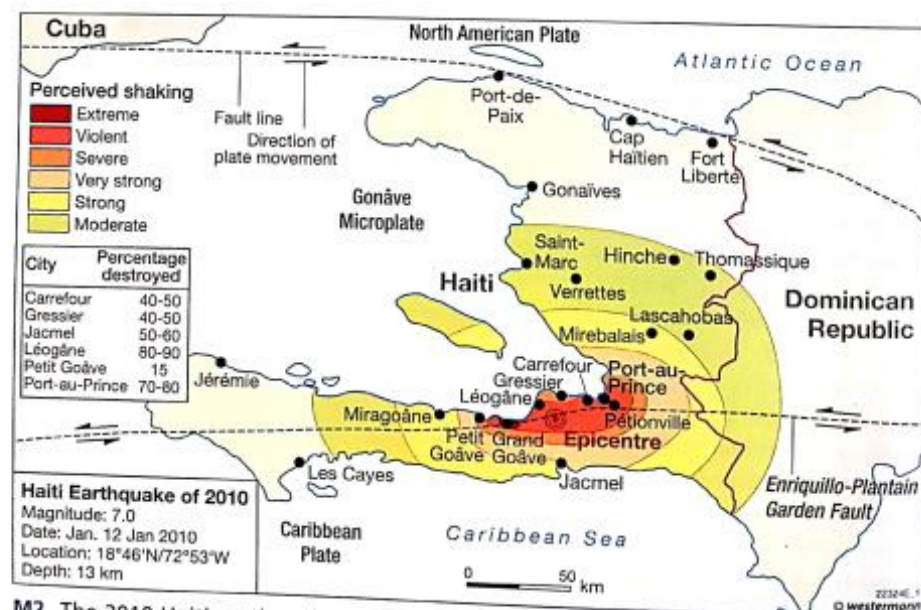 Cuba
North American Plate
Atlantic Ocean
Perceived shaking
Extreme
Violent
Severe
Very strong
Strong
Moderate
Fault line
Direction of
plate movement
Port-de-
Paix
Cap
Haïtien
Fort
Liberté
Gonaïves
Gonâve
Microplate
City
Percentage
destroyed
Carrefour 40-50
Gressier 40-50
Jacmel 50-60
Léogâne 80-90
Petit Goâve 15
Port-au-Prince 70-80
Saint-
Marc
Hinche
Thomassique
Verrettes
Haiti
Lascahobas
Mirebalais
Dominican
Republic
Jérémie
Carrefour
Gressier
Port-au-
Prince
Léogâne
Miragoâne
Pétionville
Petit
Goâve
Grand
Goâve
Epicentre
Les Cayes
Jacmel
Enriquillo-Plantain
Garden Fault
Haiti Earthquake of 2010
Magnitude: 7.0
Date: Jan. 12 Jan 2010
Location: 18°46'N/72°53'W
Depth: 13 km
Caribbean
Plate
Caribbean Sea
0 50
km
M2 The 2010